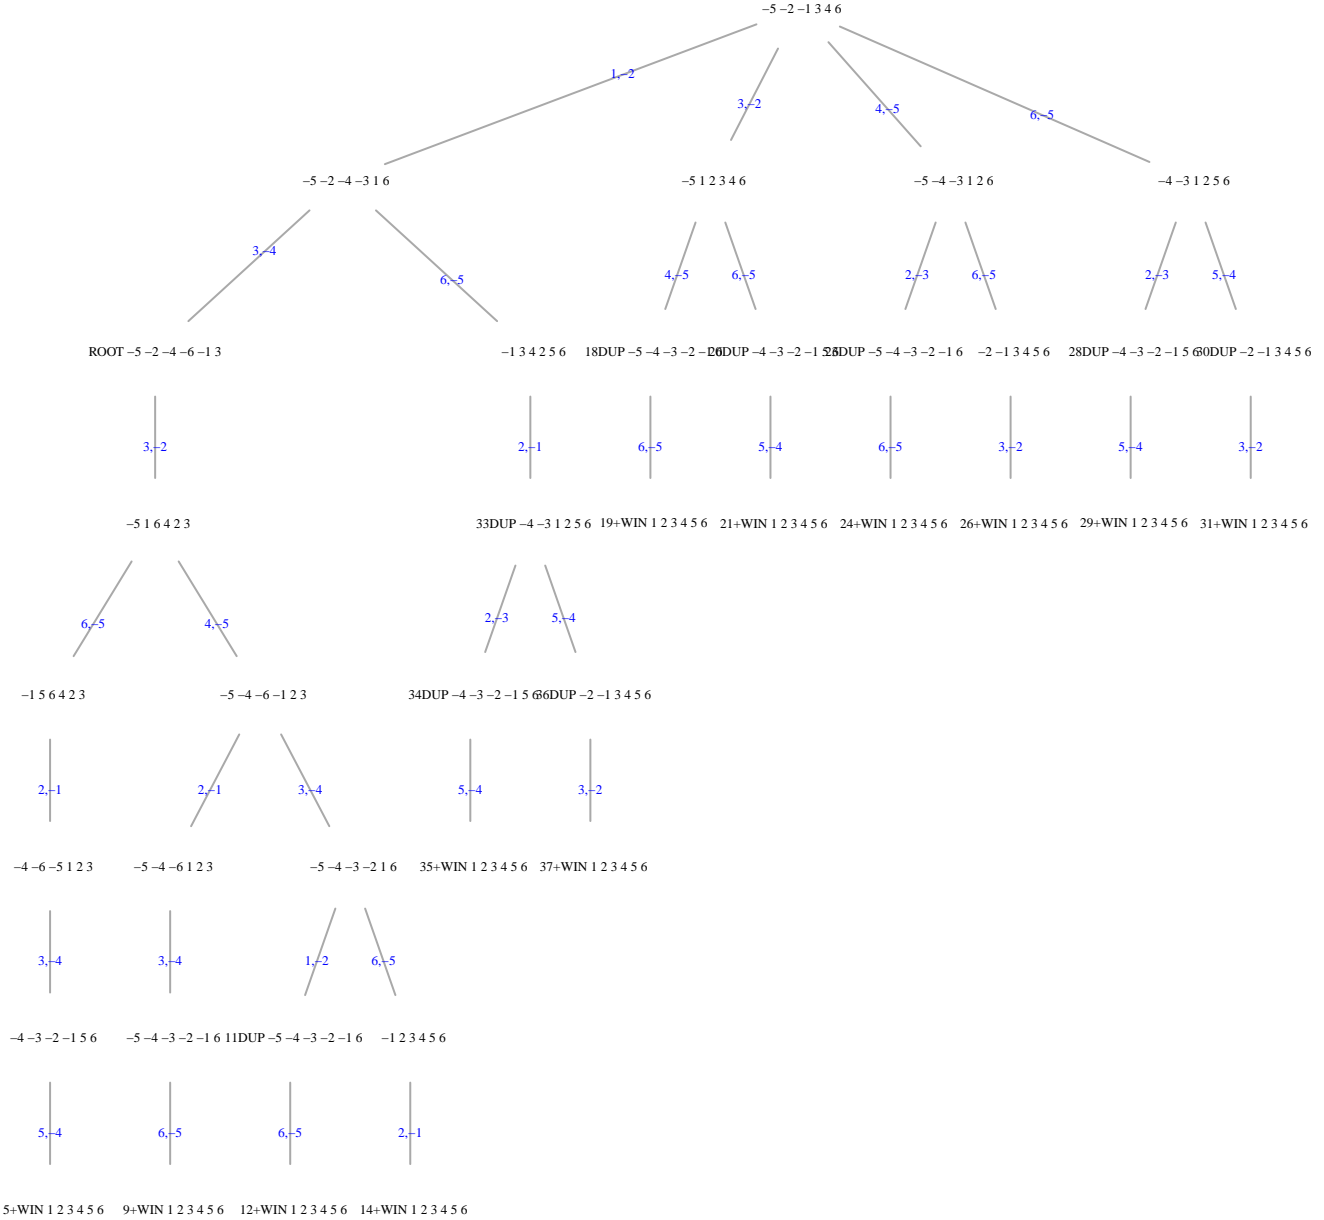 −5 −2 −1 3 4 6
1,−2
3,−2
4,−5
6,−5
−5 −2 −4 −3 1 6
−5 1 2 3 4 6
−5 −4 −3 1 2 6
−4 −3 1 2 5 6
3,−4
6,−5
4,−5
6,−5
2,−3
6,−5
2,−3
5,−4
ROOT −5 −2 −4 −6 −1 3
−1 3 4 2 5 6
18DUP −5 −4 −3 −2 −1 6
20DUP −4 −3 −2 −1 5 6
23DUP −5 −4 −3 −2 −1 6
−2 −1 3 4 5 6
28DUP −4 −3 −2 −1 5 6
30DUP −2 −1 3 4 5 6
3,−2
2,−1
6,−5
5,−4
6,−5
3,−2
5,−4
3,−2
−5 1 6 4 2 3
33DUP −4 −3 1 2 5 6
19+WIN 1 2 3 4 5 6
21+WIN 1 2 3 4 5 6
24+WIN 1 2 3 4 5 6
26+WIN 1 2 3 4 5 6
29+WIN 1 2 3 4 5 6
31+WIN 1 2 3 4 5 6
6,−5
4,−5
2,−3
5,−4
−1 5 6 4 2 3
−5 −4 −6 −1 2 3
34DUP −4 −3 −2 −1 5 6
36DUP −2 −1 3 4 5 6
2,−1
2,−1
3,−4
5,−4
3,−2
−4 −6 −5 1 2 3
−5 −4 −6 1 2 3
−5 −4 −3 −2 1 6
35+WIN 1 2 3 4 5 6
37+WIN 1 2 3 4 5 6
3,−4
3,−4
1,−2
6,−5
−4 −3 −2 −1 5 6
−5 −4 −3 −2 −1 6
11DUP −5 −4 −3 −2 −1 6
−1 2 3 4 5 6
5,−4
6,−5
6,−5
2,−1
5+WIN 1 2 3 4 5 6
9+WIN 1 2 3 4 5 6
12+WIN 1 2 3 4 5 6
14+WIN 1 2 3 4 5 6